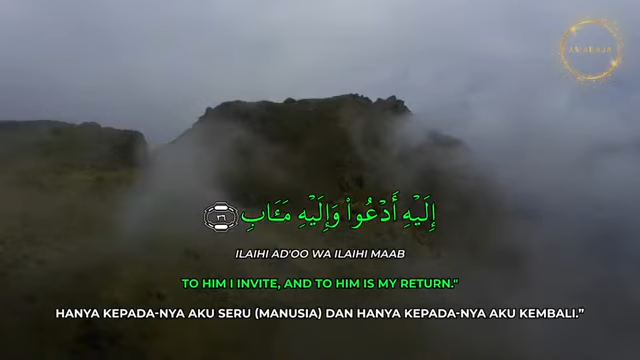 إِلَيْهِ أَدْعُوا۟ وَإِلَيْهِ مَـَٔابِ ٣٦
ILAIHI AD'OO WA ILAIHI MAAB
TO HIM I INVITE, AND TO HIM IS MY RETURN."
HANYA KEPADA-NYA AKU SERU (MANUSIA) DAN HANYA KEPADA-NYA AKU KEMBALI.”